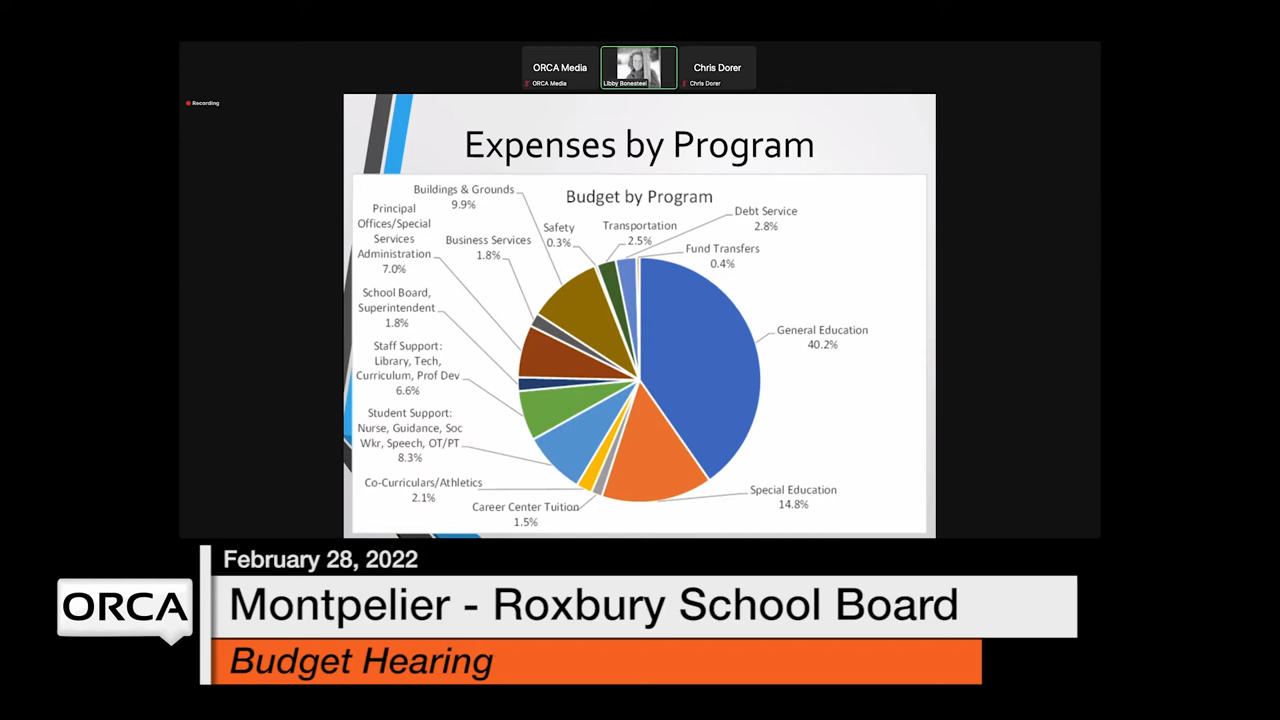 ORCA Media
ORCA Media
Libby Bonesteel
Chris Dorer
Chris Dorer
Recording
Expenses by Program
Budget by Program
Buildings & Grounds
9.9%
Principal
Offices/Special
Services
Administration
7.0%
Business Services
1.8%
Safety
0.3%
Transportation
2.5%
Debt Service
2.8%
Fund Transfers
0.4%
School Board,
Superintendent
1.8%
General Education
40.2%
Staff Support:
Library, Tech,
Curriculum, Prof Dev
6.6%
Student Support:
Nurse, Guidance, Soc
Wkr, Speech, OT/PT
8.3%
Co-Curriculars/Athletics
2.1%
Career Center Tuition
1.5%
Special Education
14.8%
February 28, 2022
ORCA
Montpelier - Roxbury School Board
Budget Hearing